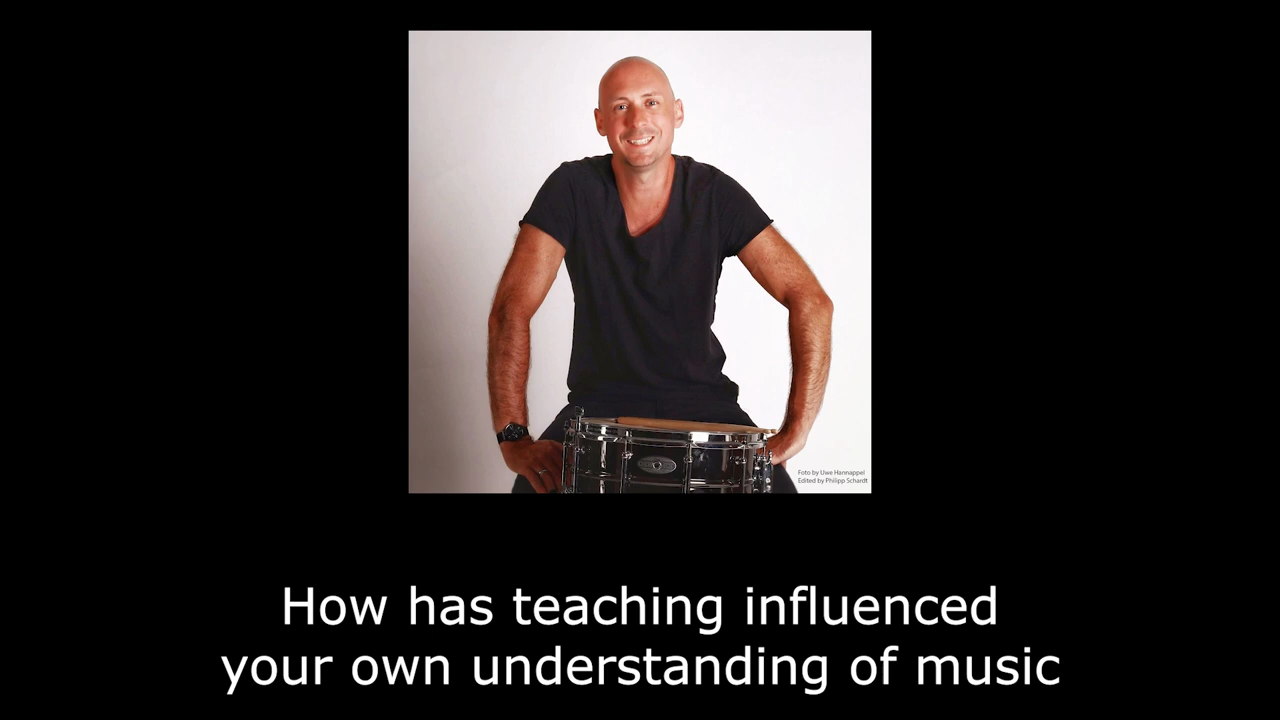 Foto by Uwe Hannappel
Edited by Philipp Schardt
How has teaching influenced
your own understanding of music